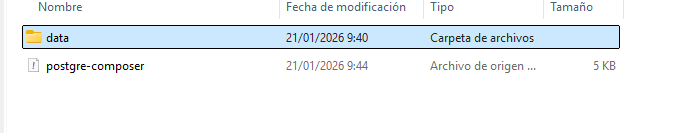 Nombre Fecha de modificación Tipo Tamaño
data 21/01/2026 9:40 Carpeta de archivos
postgre-composer 21/01/2026 9:44 Archivo de origen ... 5 KB